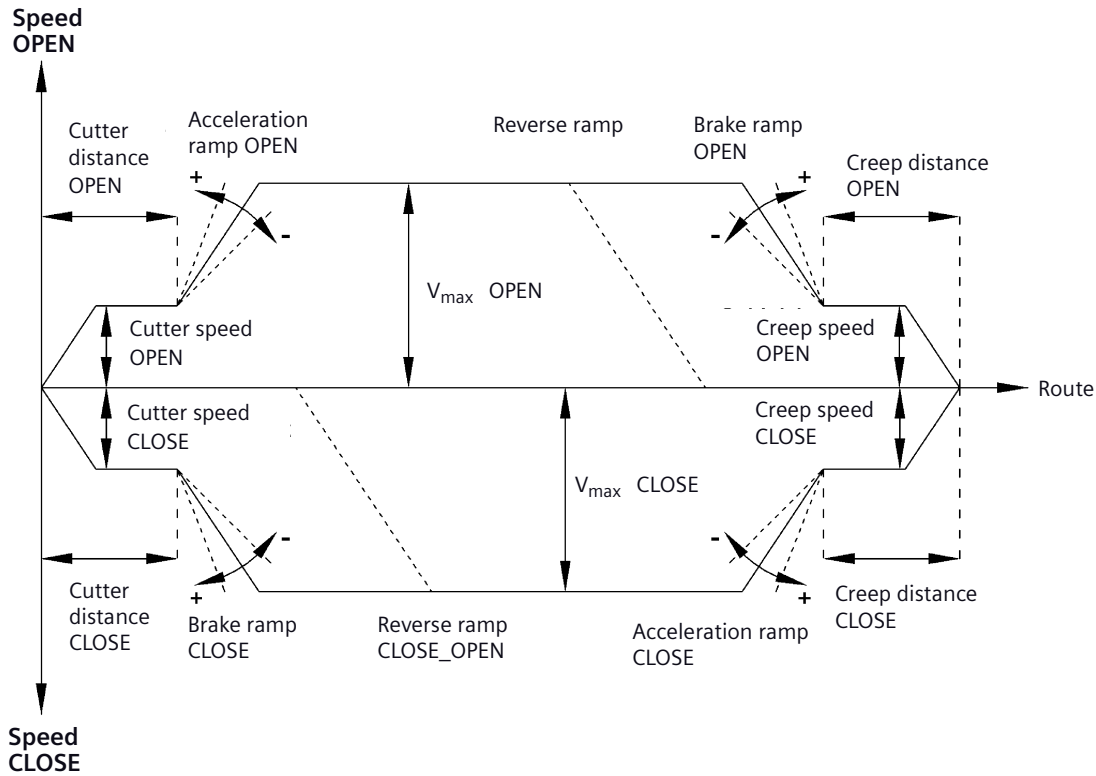 Speed
OPEN
Cutter
distance
OPEN
Acceleration
ramp OPEN
Reverse ramp
Brake ramp
OPEN
Creep distance
OPEN
+
-
+
-
Vmax OPEN
Cutter speed
OPEN
Creep speed
OPEN
Route
Cutter speed
CLOSE
Creep speed
CLOSE
Vmax CLOSE
-
+
-
+
Cutter
distance
CLOSE
Brake ramp
CLOSE
Reverse ramp
CLOSE_OPEN
Acceleration ramp
CLOSE
Creep distance
CLOSE
Speed
CLOSE